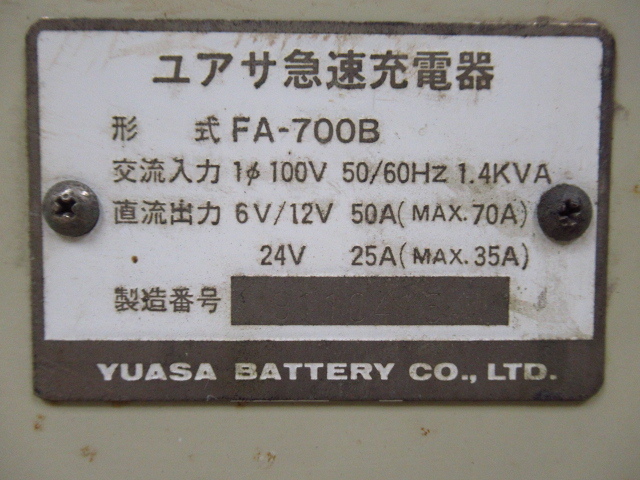 ユアサ急速充電器
形 式 FA-700B
交流入力 1φ 100V 50/60Hz 1.4KVA
直流出力 6V/12V 50A(MAX.70A)
24V 25A(MAX.35A)
製造番号
YUASA BATTERY CO., LTD.